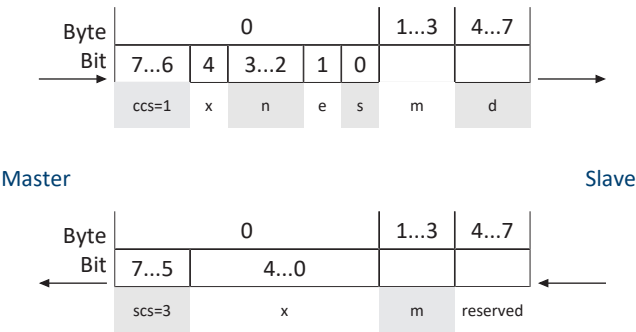 Byte 0 1...3 4...7
Bit 7...6 4 3...2 1 0
ccs=1 x n e s m d
Master Slave
Byte 0 1...3 4...7
Bit 7...5 4...0
scs=3 x m reserved